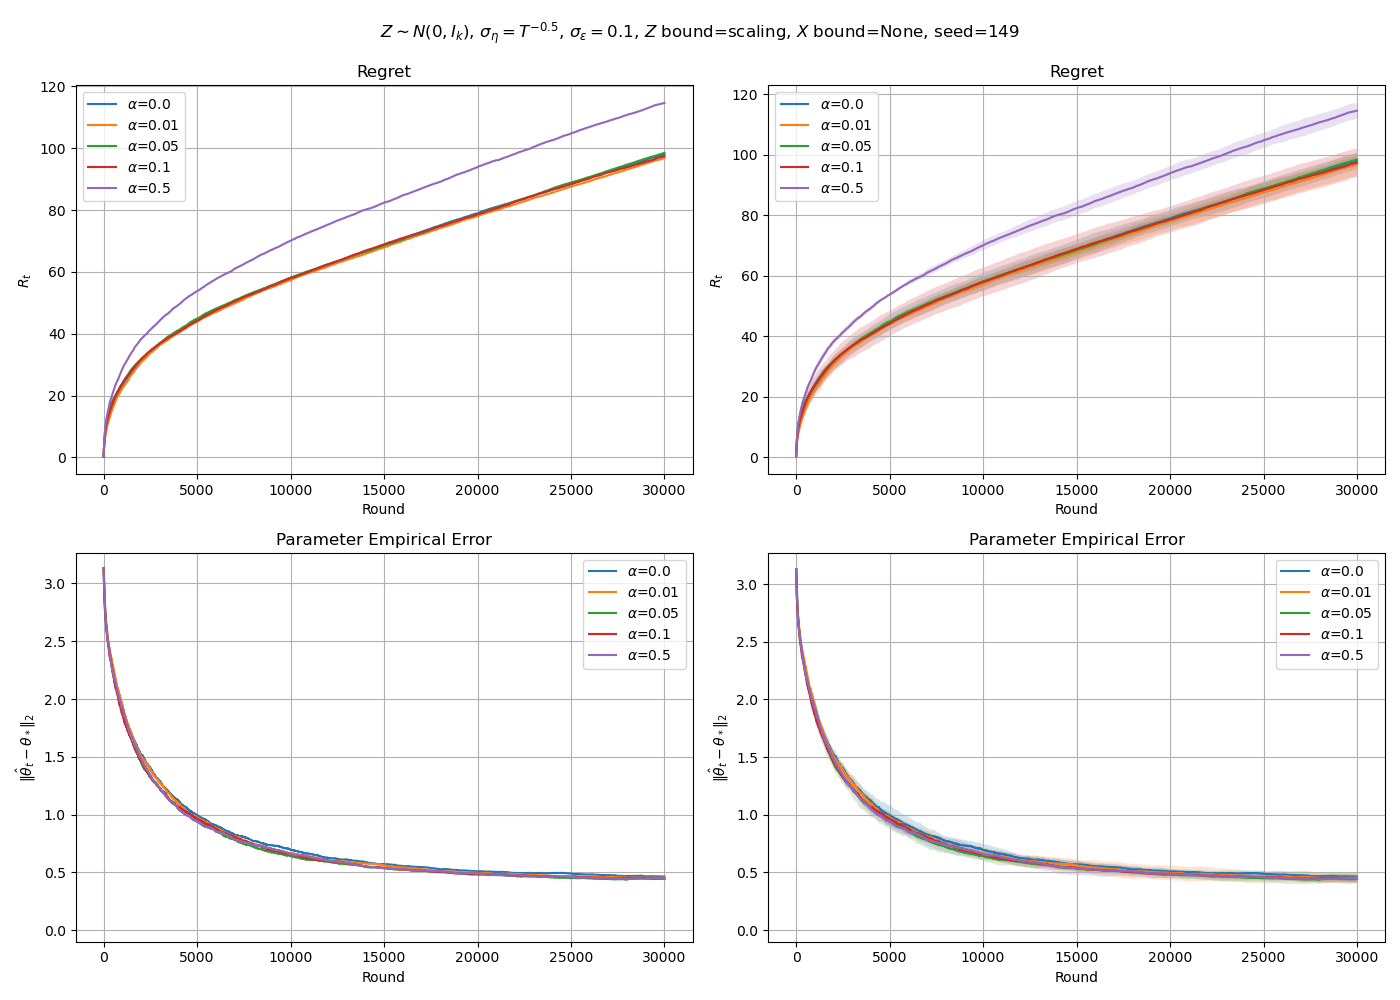 Z ∼ N(0, I_k), σ_η = T^{−0.5}, σ_ε = 0.1, Z bound=scaling, X bound=None, seed=149
Regret
R_t
120
100
80
60
40
20
0
α=0.0
α=0.01
α=0.05
α=0.1
α=0.5
0 5000 10000 15000 20000 25000 30000
Round
Regret
R_t
120
100
80
60
40
20
0
α=0.0
α=0.01
α=0.05
α=0.1
α=0.5
0 5000 10000 15000 20000 25000 30000
Round
Parameter Empirical Error
‖θ̂_t − θ_*‖_2
3.0
2.5
2.0
1.5
1.0
0.5
0.0
α=0.0
α=0.01
α=0.05
α=0.1
α=0.5
0 5000 10000 15000 20000 25000 30000
Round
Parameter Empirical Error
‖θ̂_t − θ_*‖_2
3.0
2.5
2.0
1.5
1.0
0.5
0.0
α=0.0
α=0.01
α=0.05
α=0.1
α=0.5
0 5000 10000 15000 20000 25000 30000
Round